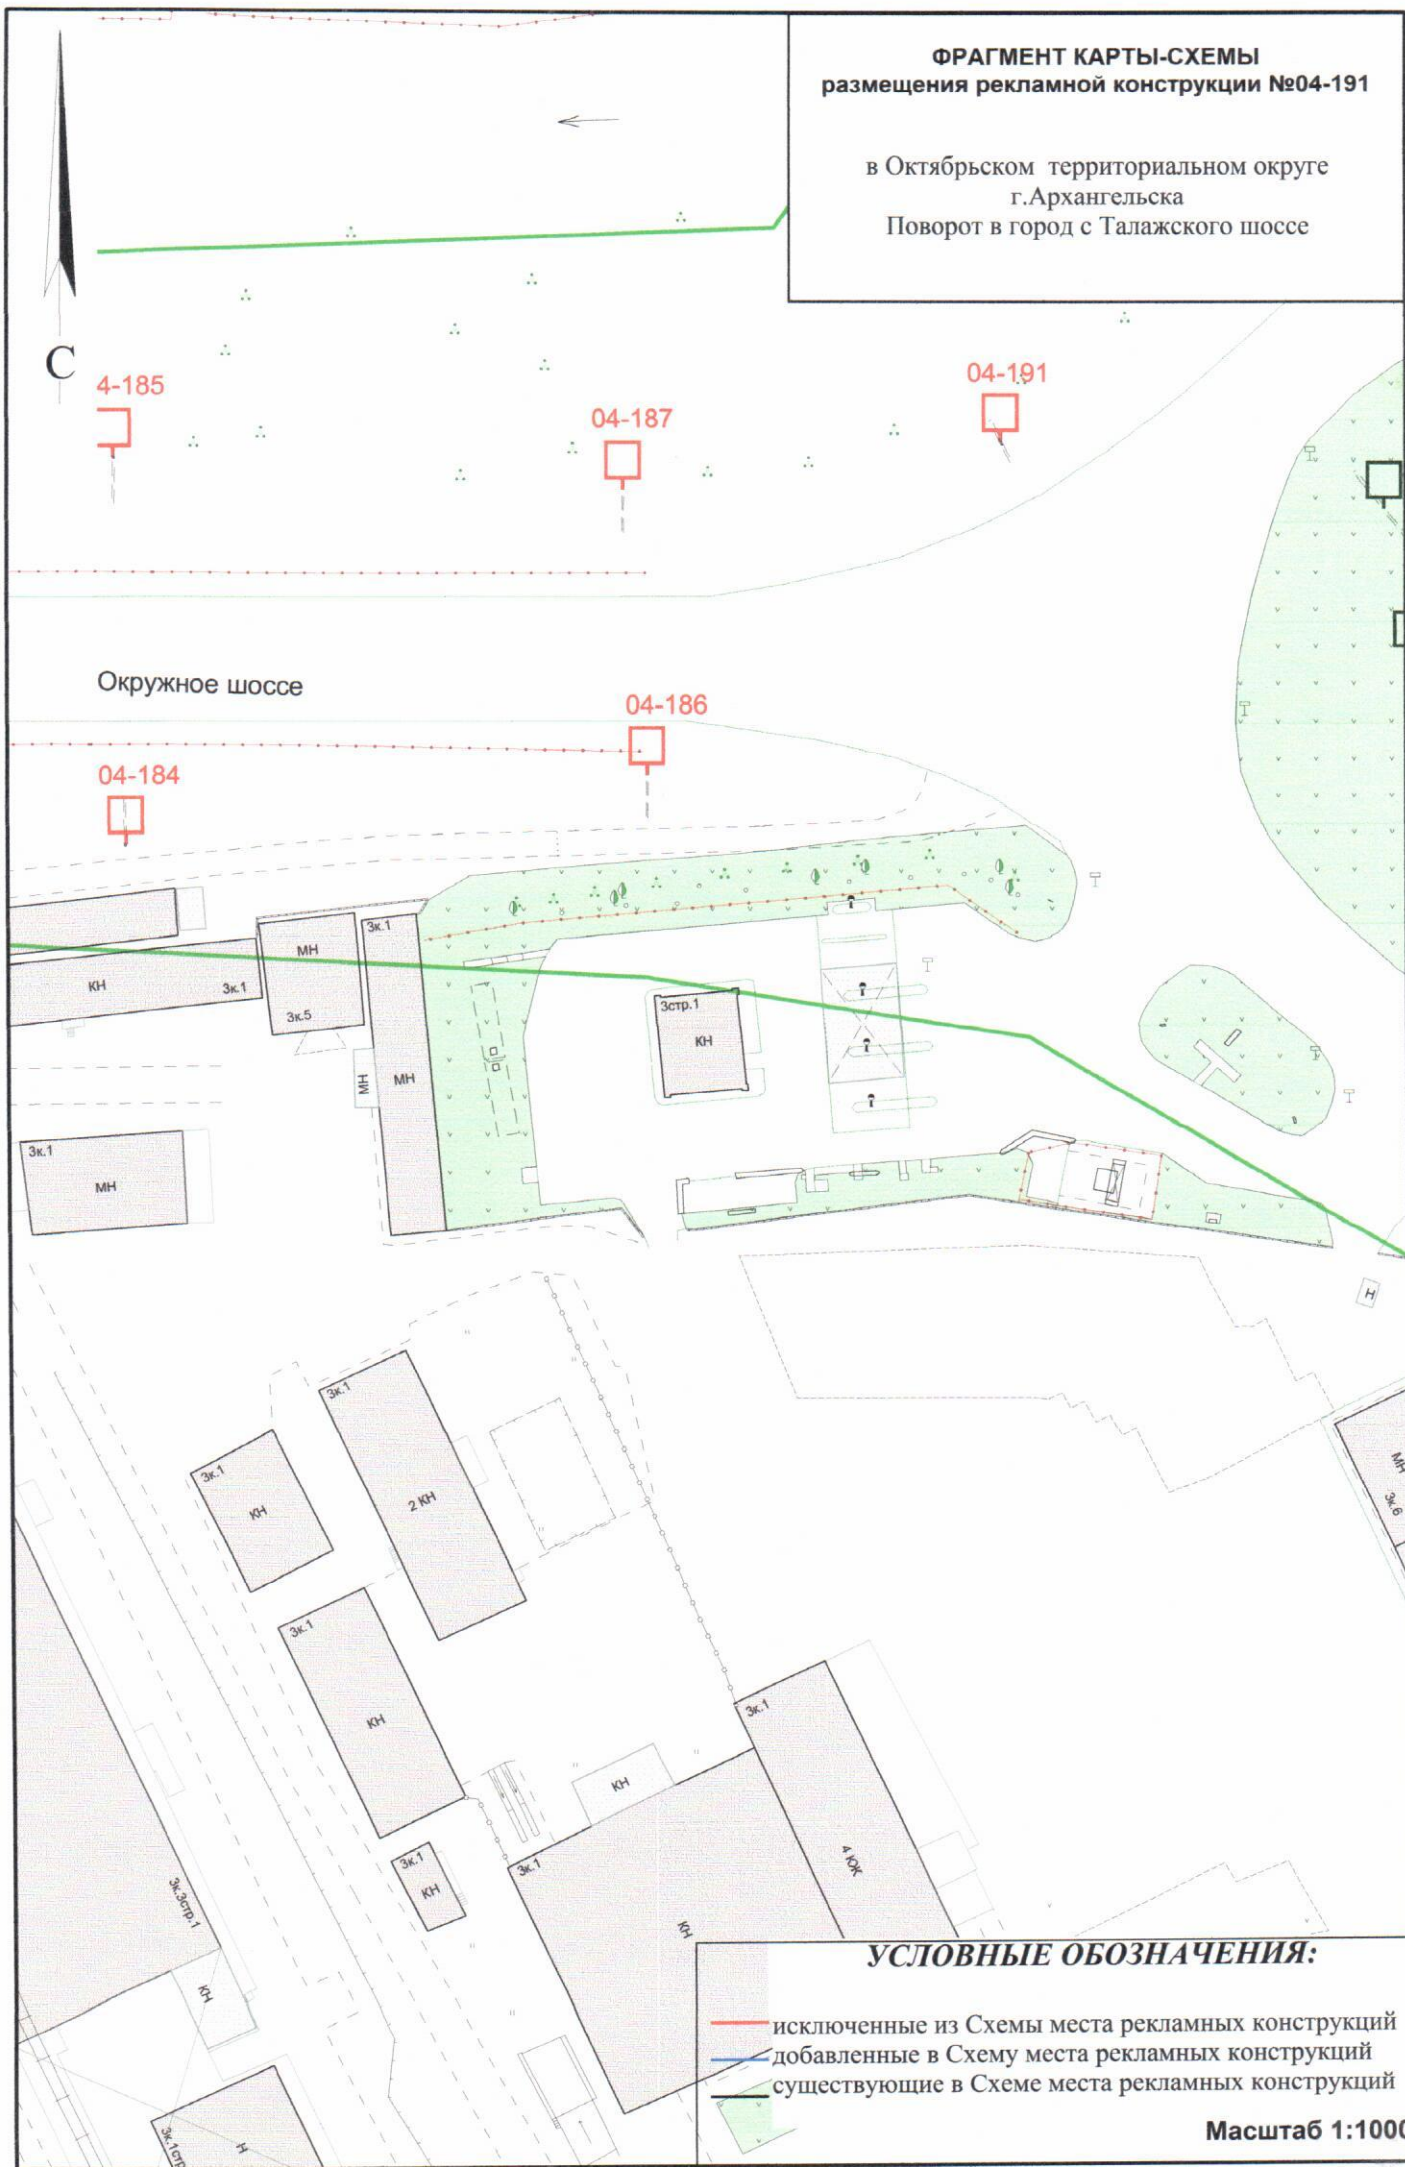 ФРАГМЕНТ КАРТЫ-СХЕМЫ
размещения рекламной конструкции №04-191
в Октябрьском территориальном округе
г.Архангельска
Поворот в город с Талажского шоссе
С
4-185
04-187
04-191
Окружное шоссе
04-186
04-184
КН
3к.1
МН
3к.5
3к.1
МН
МН
3стр.1
КН
3к.1
МН
Н
3к.1
2 КН
3к.1
КН
3к.1
КН
МН
3к.6
3к.1
КН
3к.1
4 КЖ
3к.1
КН
КН
3к.3стр.1
КН
3к.1стр
Н
УСЛОВНЫЕ ОБОЗНАЧЕНИЯ:
исключенные из Схемы места рекламных конструкций
добавленные в Схему места рекламных конструкций
существующие в Схеме места рекламных конструкций
Масштаб 1:1000